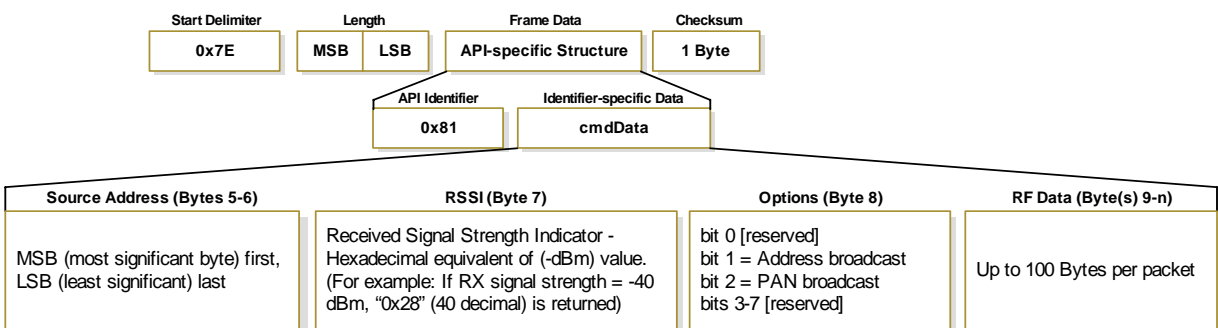 Start Delimiter
Length
Frame Data
Checksum
0x7E
MSB
LSB
API-specific Structure
1 Byte
API Identifier
Identifier-specific Data
0x81
cmdData
Source Address (Bytes 5-6)
MSB (most significant byte) first,
LSB (least significant) last
RSSI (Byte 7)
Received Signal Strength Indicator -
Hexadecimal equivalent of (-dBm) value.
(For example: If RX signal strength = -40
dBm, “0x28” (40 decimal) is returned)
Options (Byte 8)
bit 0 [reserved]
bit 1 = Address broadcast
bit 2 = PAN broadcast
bits 3-7 [reserved]
RF Data (Byte(s) 9-n)
Up to 100 Bytes per packet